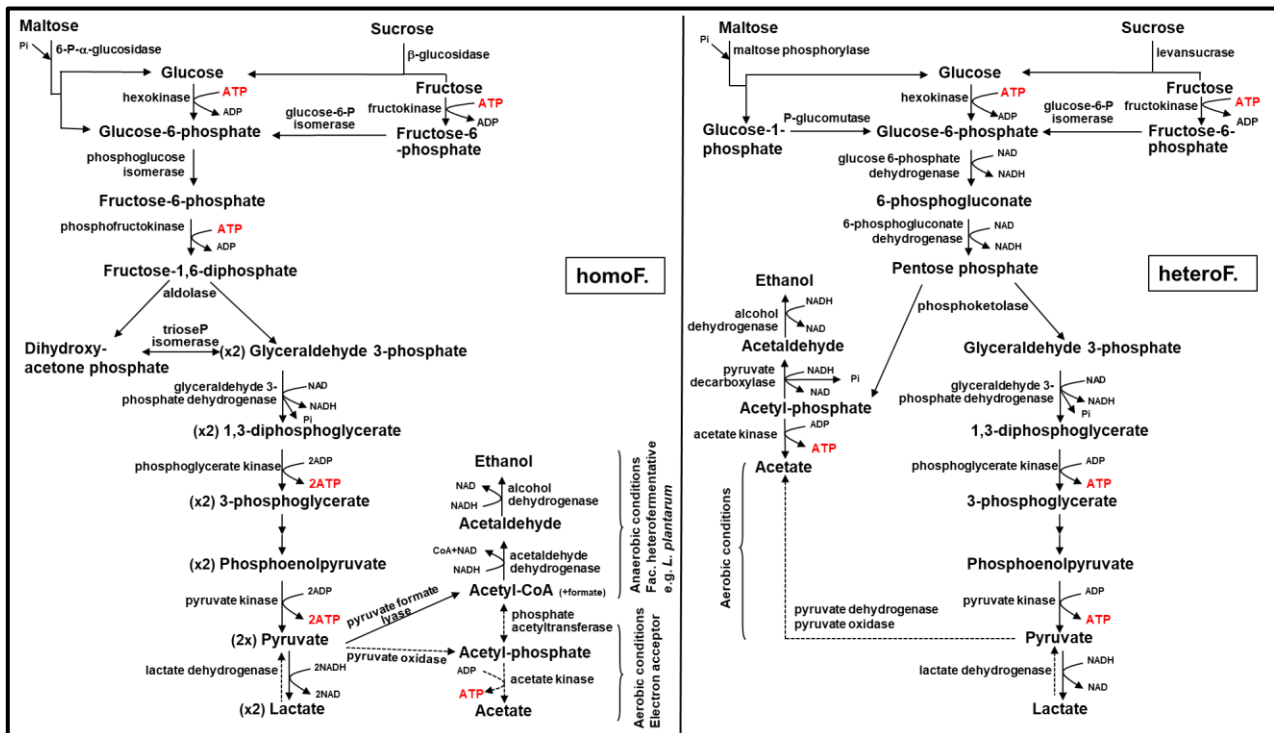 Maltose
Pi
6-P-α-glucosidase
Sucrose
β-glucosidase
Glucose
Fructose
hexokinase
ATP
ADP
fructokinase
ATP
ADP
glucose-6-P
isomerase
Glucose-6-phosphate
Fructose-6
-phosphate
phosphoglucose
isomerase
Fructose-6-phosphate
phosphofructokinase
ATP
ADP
Fructose-1,6-diphosphate
homoF.
aldolase
trioseP
isomerase
Dihydroxy-
acetone phosphate
(x2) Glyceraldehyde 3-phosphate
glyceraldehyde 3-
phosphate dehydrogenase
NAD
NADH
Pi
(x2) 1,3-diphosphoglycerate
phosphoglycerate kinase
2ADP
2ATP
(x2) 3-phosphoglycerate
(x2) Phosphoenolpyruvate
pyruvate kinase
2ADP
2ATP
(2x) Pyruvate
lactate dehydrogenase
2NADH
2NAD
(x2) Lactate
pyruvate formate
lyase
pyruvate oxidase
Ethanol
NAD
NADH
alcohol
dehydrogenase
Acetaldehyde
CoA+NAD
NADH
acetaldehyde
dehydrogenase
Acetyl-CoA (+formate)
phosphate
acetyltransferase
Acetyl-phosphate
ADP
ATP
acetate kinase
Acetate
Anaerobic conditions
Fac. heterofermentative
e.g. L. plantarum
Aerobic conditions
Electron acceptor
Maltose
Pi
maltose phosphorylase
Sucrose
levansucrase
Glucose
Fructose
hexokinase
ATP
ADP
fructokinase
ATP
ADP
glucose-6-P
isomerase
Glucose-1-
phosphate
P-glucomutase
Glucose-6-phosphate
Fructose-6-
phosphate
glucose 6-phosphate
dehydrogenase
NAD
NADH
6-phosphogluconate
6-phosphogluconate
dehydrogenase
NAD
NADH
Pentose phosphate
heteroF.
phosphoketolase
Ethanol
alcohol
dehydrogenase
NADH
NAD
Acetaldehyde
pyruvate
decarboxylase
NADH
NAD
Pi
Acetyl-phosphate
acetate kinase
ADP
ATP
Acetate
Aerobic conditions
pyruvate dehydrogenase
pyruvate oxidase
Glyceraldehyde 3-phosphate
glyceraldehyde 3-
phosphate dehydrogenase
NAD
NADH
Pi
1,3-diphosphoglycerate
phosphoglycerate kinase
ADP
ATP
3-phosphoglycerate
Phosphoenolpyruvate
pyruvate kinase
ADP
ATP
Pyruvate
lactate dehydrogenase
NADH
NAD
Lactate